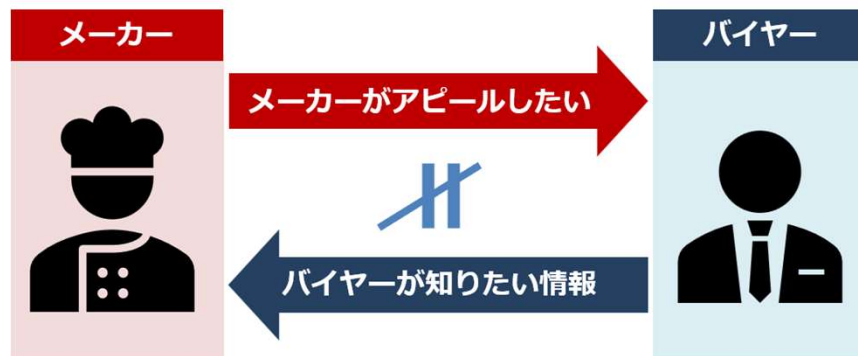 メーカー
バイヤー
メーカーがアピールしたい
バイヤーが知りたい情報